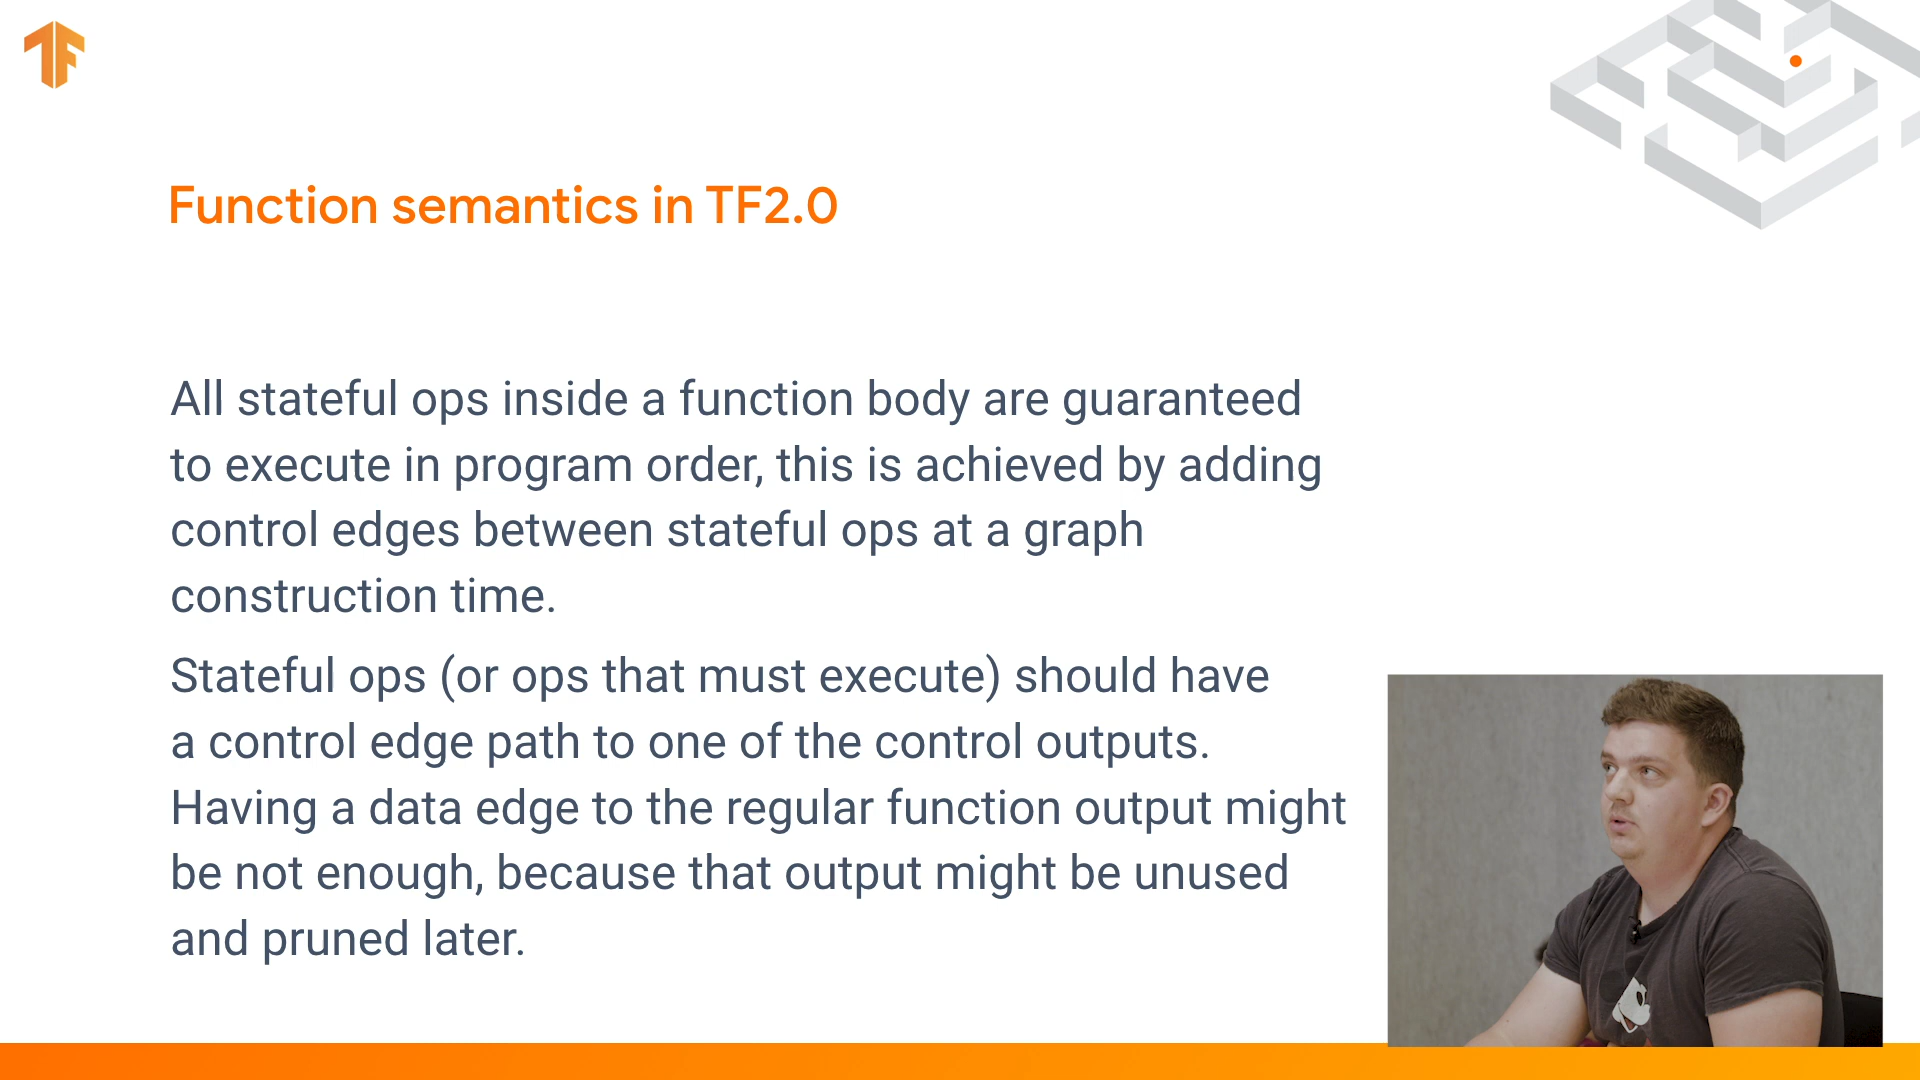 Function semantics in TF2.0
All stateful ops inside a function body are guaranteed
to execute in program order, this is achieved by adding
control edges between stateful ops at a graph
construction time.
Stateful ops (or ops that must execute) should have
a control edge path to one of the control outputs.
Having a data edge to the regular function output might
be not enough, because that output might be unused
and pruned later.